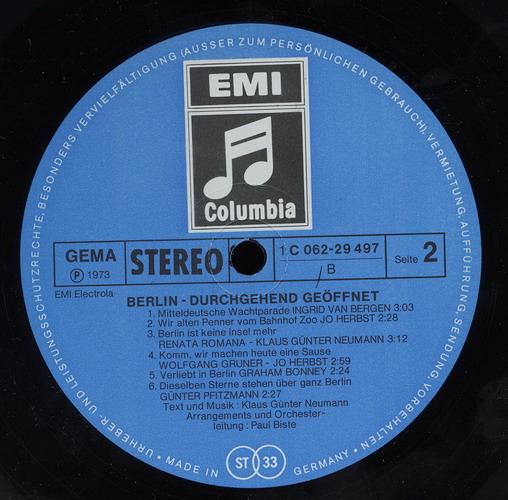 URHEBER- UND LEISTUNGSSCHUTZRECHTE, BESONDERS VERVIELFÄLTIGUNG (AUSSER ZUM PERSÖNLICHEN GEBRAUCH), VERMIETUNG, AUFFÜHRUNG, SENDUNG VORBEHALTEN
EMI
Columbia
GEMA
Ⓟ 1973
STEREO
1 C 062-29 497
B
Seite 2
EMI Electrola
BERLIN - DURCHGEHEND GEÖFFNET
1. Mitteldeutsche Wachtparade INGRID VAN BERGEN 3:03
2. Wir alten Penner vom Bahnhof Zoo JO HERBST 2:28
3. Berlin ist keine Insel mehr
RENATA ROMANA - KLAUS GÜNTER NEUMANN 3:12
4. Komm, wir machen heute eine Sause
WOLFGANG GRUNER - JO HERBST 2:59
5. Verliebt in Berlin GRAHAM BONNEY 2:24
6. Dieselben Sterne stehen über ganz Berlin
GÜNTER PFITZMANN 2:27
Text und Musik : Klaus Günter Neumann
Arrangements und Orchester-
leitung : Paul Biste
MADE IN GERMANY
ST 33